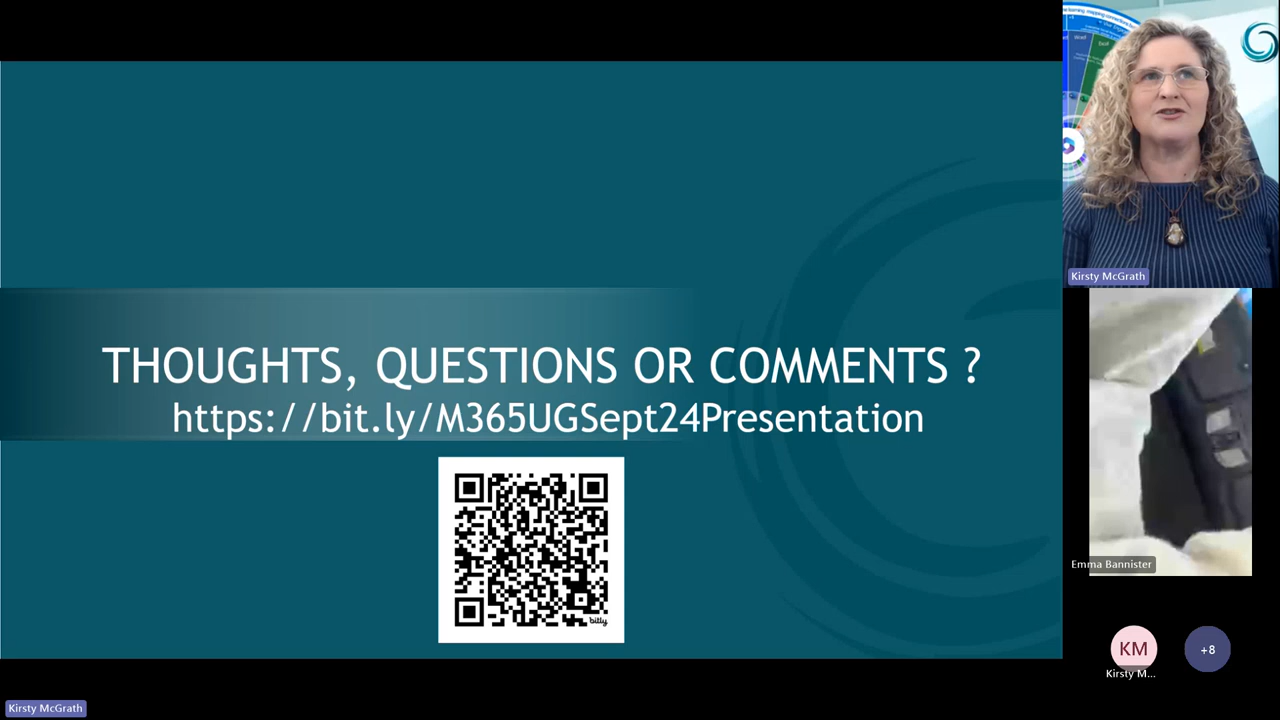 THOUGHTS, QUESTIONS OR COMMENTS ?
https://bit.ly/M365UGSept24Presentation
bitly
Kirsty McGrath
Emma Bannister
KM
Kirsty M...
+8
Kirsty McGrath